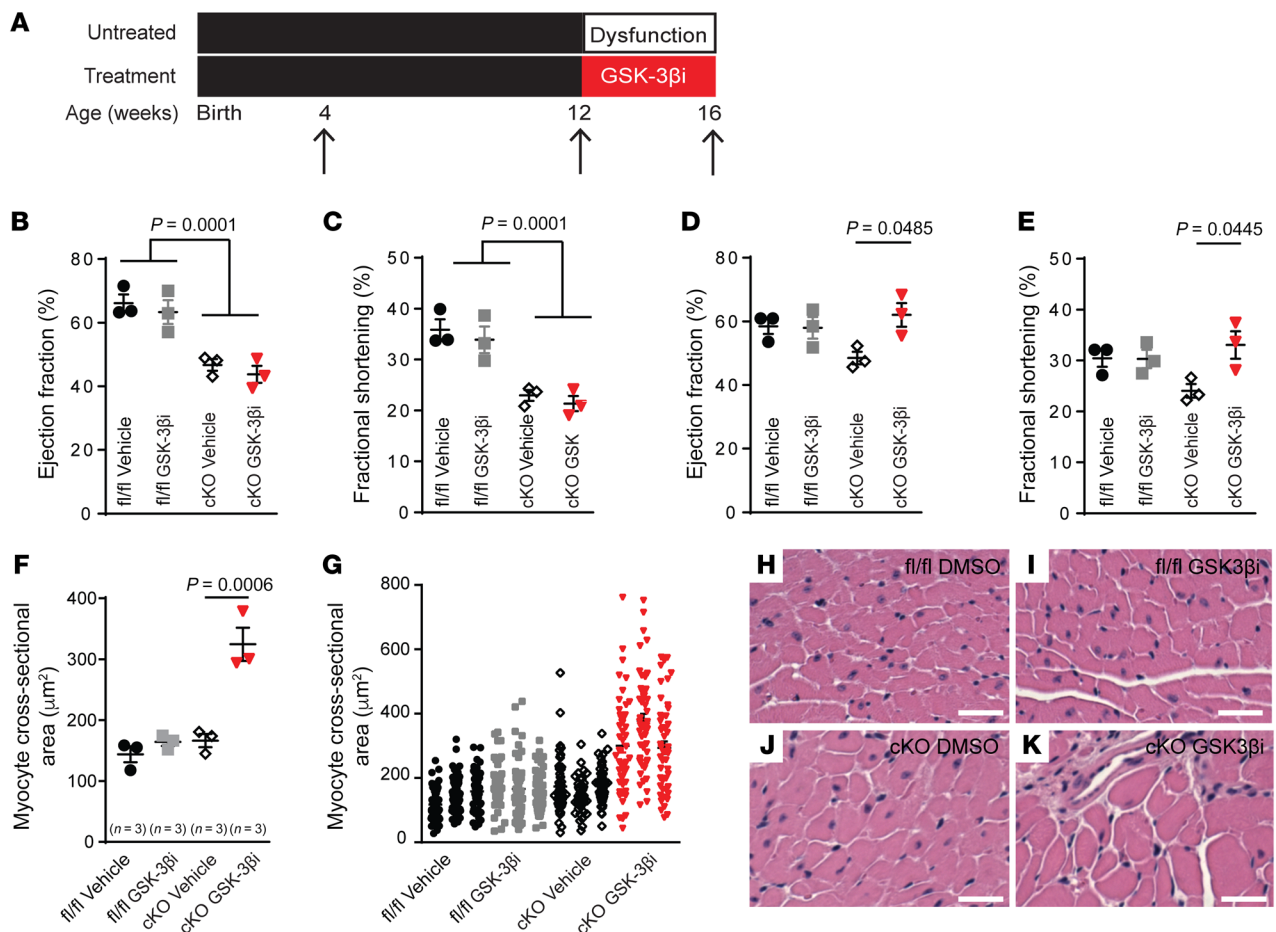 A
Untreated
Dysfunction
Treatment
GSK-3βi
Age (weeks) Birth 4 12 16
B
P = 0.0001
Ejection fraction (%)
80
60
40
20
0
fl/fl Vehicle
fl/fl GSK-3βi
cKO Vehicle
cKO GSK-3βi
C
P = 0.0001
Fractional shortening (%)
50
40
30
20
10
0
fl/fl Vehicle
fl/fl GSK-3βi
cKO Vehicle
cKO GSK
D
P = 0.0485
Ejection fraction (%)
80
60
40
20
0
fl/fl Vehicle
fl/fl GSK-3βi
cKO Vehicle
cKO GSK-3βi
E
P = 0.0445
Fractional shortening (%)
50
40
30
20
10
0
fl/fl Vehicle
fl/fl GSK-3βi
cKO Vehicle
cKO GSK-3βi
F
P = 0.0006
Myocyte cross-sectional
area (μm²)
400
300
200
100
0
(n = 3) (n = 3) (n = 3) (n = 3)
fl/fl Vehicle
fl/fl GSK-3βi
cKO Vehicle
cKO GSK-3βi
G
Myocyte cross-sectional
area (μm²)
800
600
400
200
0
fl/fl Vehicle
fl/fl GSK-3βi
cKO Vehicle
cKO GSK-3βi
H
fl/fl DMSO
I
fl/fl GSK3βi
J
cKO DMSO
K
cKO GSK3βi